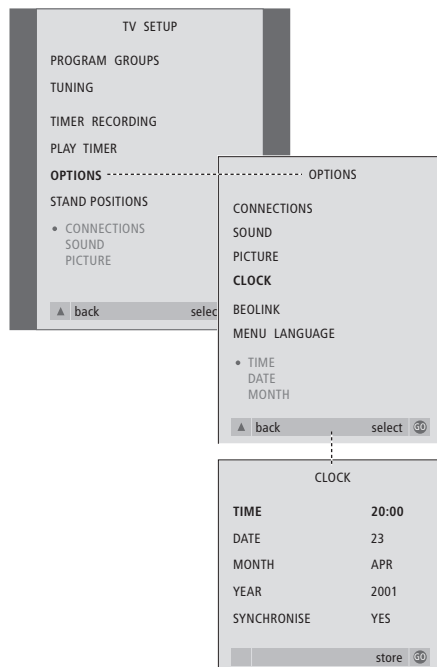 TV SETUP
PROGRAM GROUPS
TUNING
TIMER RECORDING
PLAY TIMER
OPTIONS
STAND POSITIONS
• CONNECTIONS
SOUND
PICTURE
▲ back selec
OPTIONS
CONNECTIONS
SOUND
PICTURE
CLOCK
BEOLINK
MENU LANGUAGE
• TIME
DATE
MONTH
▲ back select GO
CLOCK
TIME 20:00
DATE 23
MONTH APR
YEAR 2001
SYNCHRONISE YES
store GO